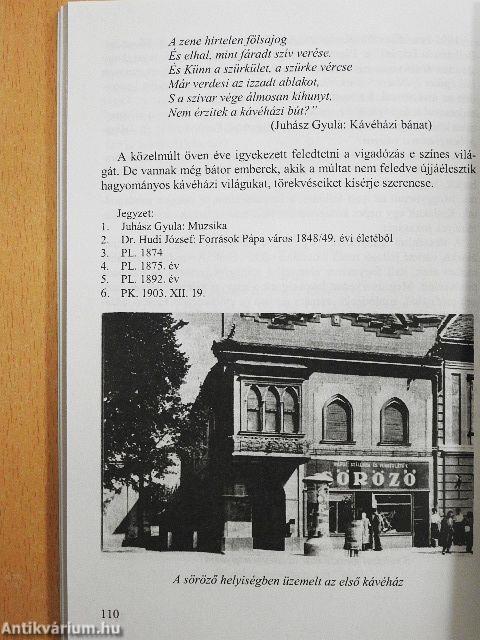 A zene hirtelen fölsajog
És elhal, mint fáradt szív verése.
És Künn a szürkület, a szürke vércse
Már verdesi az izzadt ablakot,
S a szivar vége álmosan kihunyt,
Nem érzitek a kávéházi bút?"
(Juhász Gyula: Kávéházi bánat)
A közelmúlt öven éve igyekezett feledtetni a vigadózás e színes vilá-
gát. De vannak még bátor emberek, akik a múltat nem feledve újjáélesztik
hagyományos kávéházi világukat, törekvéseiket kísérje szerencse.
Jegyzet:
1. Juhász Gyula: Muzsika
2. Dr. Hudi József: Források Pápa város 1848/49. évi életéből
3. PL. 1874
4. PL. 1875. év
5. PL. 1892. év
6. PK. 1903. XII. 19.
SÖRÖZŐ
A söröző helyiségben üzemelt az első kávéház
110
Antikvárium.hu